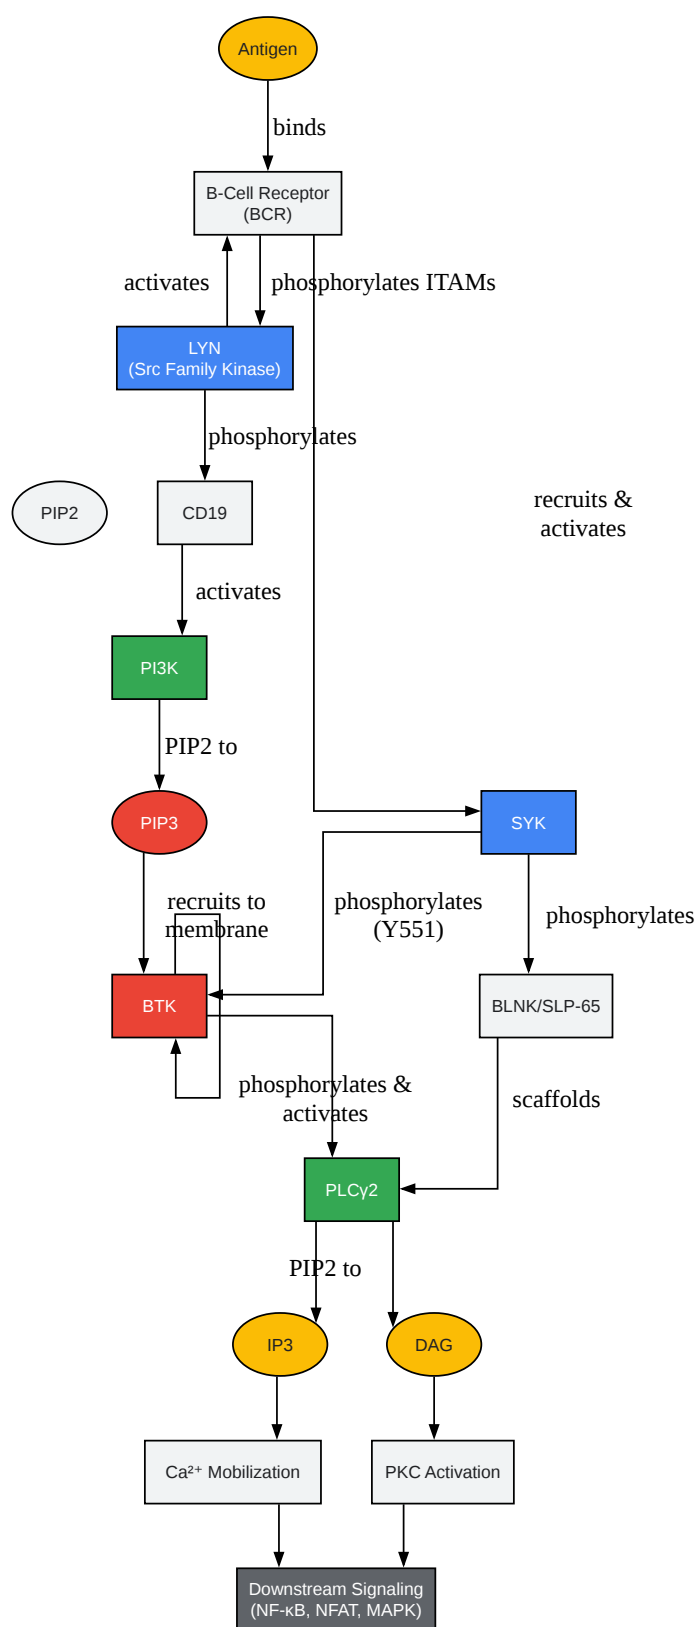 Antigen
binds
B-Cell Receptor
(BCR)
activates
phosphorylates ITAMs
LYN
(Src Family Kinase)
phosphorylates
PIP2
CD19
recruits &
activates
activates
PI3K
PIP2 to
PIP3
SYK
recruits to
membrane
phosphorylates
(Y551)
phosphorylates
BTK
BLNK/SLP-65
phosphorylates &
activates
scaffolds
PLCγ2
PIP2 to
IP3
DAG
Ca²⁺ Mobilization
PKC Activation
Downstream Signaling
(NF-κB, NFAT, MAPK)